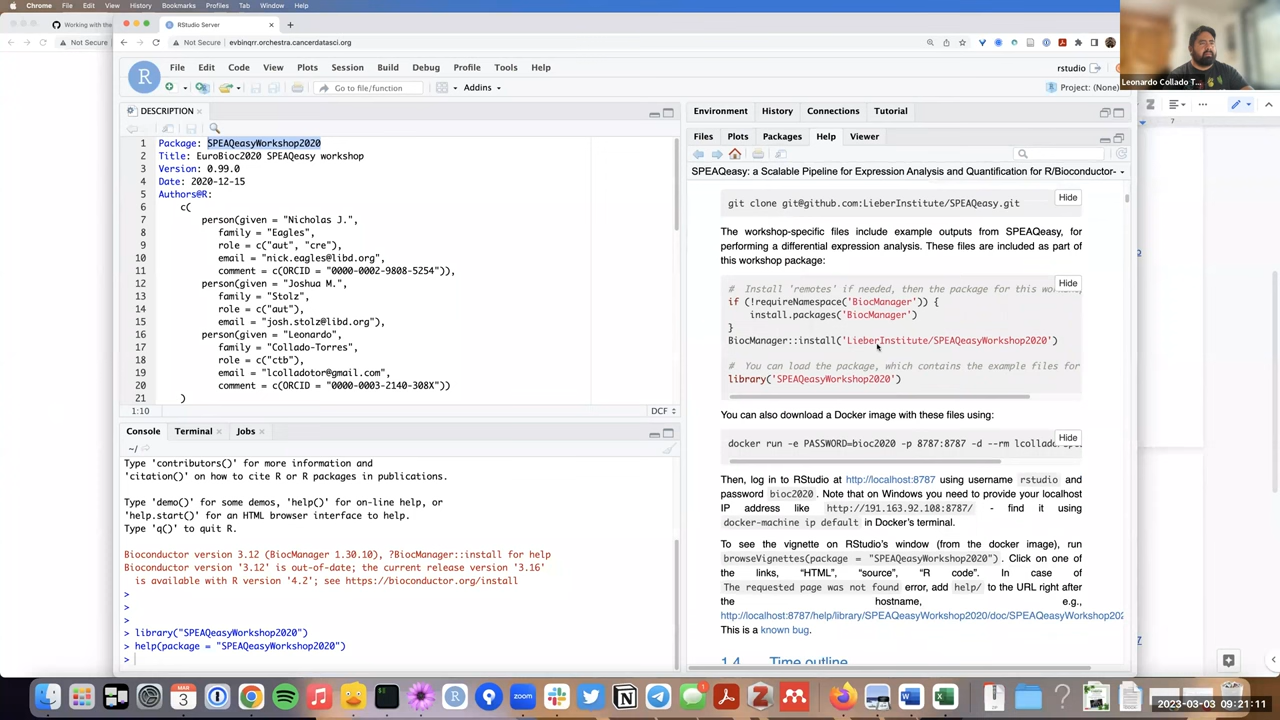 Chrome File Edit View History Bookmarks Profiles Tab Window Help
Working with the
RStudio Server
Not Secure
Not Secure evbinqrr.orchestra.cancerdatasci.org
Leonardo Collado T...
R File Edit Code View Plots Session Build Debug Profile Tools Help
rstudio
Go to file/function
Addins
Project: (None)
DESCRIPTION
1 Package: SPEAQeasyWorkshop2020
2 Title: EuroBioc2020 SPEAQeasy workshop
3 Version: 0.99.0
4 Date: 2020-12-15
5 Authors@R:
6 c(
7 person(given = "Nicholas J.",
8 family = "Eagles",
9 role = c("aut", "cre"),
10 email = "nick.eagles@libd.org",
11 comment = c(ORCID = "0000-0002-9808-5254")),
12 person(given = "Joshua M.",
13 family = "Stolz",
14 role = c("aut"),
15 email = "josh.stolz@libd.org"),
16 person(given = "Leonardo",
17 family = "Collado-Torres",
18 role = c("ctb"),
19 email = "lcolladotor@gmail.com",
20 comment = c(ORCID = "0000-0003-2140-308X"))
21 )
1:10
DCF
Console Terminal Jobs
~/
Type 'contributors()' for more information and
'citation()' on how to cite R or R packages in publications.
Type 'demo()' for some demos, 'help()' for on-line help, or
'help.start()' for an HTML browser interface to help.
Type 'q()' to quit R.
Bioconductor version 3.12 (BiocManager 1.30.10), ?BiocManager::install for help
Bioconductor version '3.12' is out-of-date; the current release version '3.16'
is available with R version '4.2'; see https://bioconductor.org/install
>
>
>
> library("SPEAQeasyWorkshop2020")
> help(package = "SPEAQeasyWorkshop2020")
>
Environment History Connections Tutorial
Files Plots Packages Help Viewer
SPEAQeasy: a Scalable Pipeline for Expression Analysis and Quantification for R/Bioconductor-
Hide
git clone git@github.com:LieberInstitute/SPEAQeasy.git
The workshop-specific files include example outputs from SPEAQeasy, for
performing a differential expression analysis. These files are included as part of
this workshop package:
Hide
# Install 'remotes' if needed, then the package for this
if (!requireNamespace('BiocManager')) {
install.packages('BiocManager')
}
BiocManager::install('LieberInstitute/SPEAQeasyWorkshop2020')
# You can load the package, which contains the example files for
library('SPEAQeasyWorkshop2020')
You can also download a Docker image with these files using:
Hide
docker run -e PASSWORD=bioc2020 -p 8787:8787 -d --rm
Then, log in to RStudio at http://localhost:8787 using username rstudio and
password bioc2020 . Note that on Windows you need to provide your localhost
IP address like http://191.163.92.108:8787/ - find it using
docker-machine ip default in Docker's terminal.
To see the vignette on RStudio's window (from the docker image), run
browseVignettes(package = "SPEAQeasyWorkshop2020") . Click on one of
the links, "HTML", "source", "R code". In case of
The requested page was not found error, add help/ to the URL right after
the hostname, e.g.,
http://localhost:8787/help/library/SPEAQeasyWorkshop2020/doc/SPEAQeasyWorkshop202
This is a known bug.
1.4 Time outline
7
MAR
3
2023-03-03 09:21:11